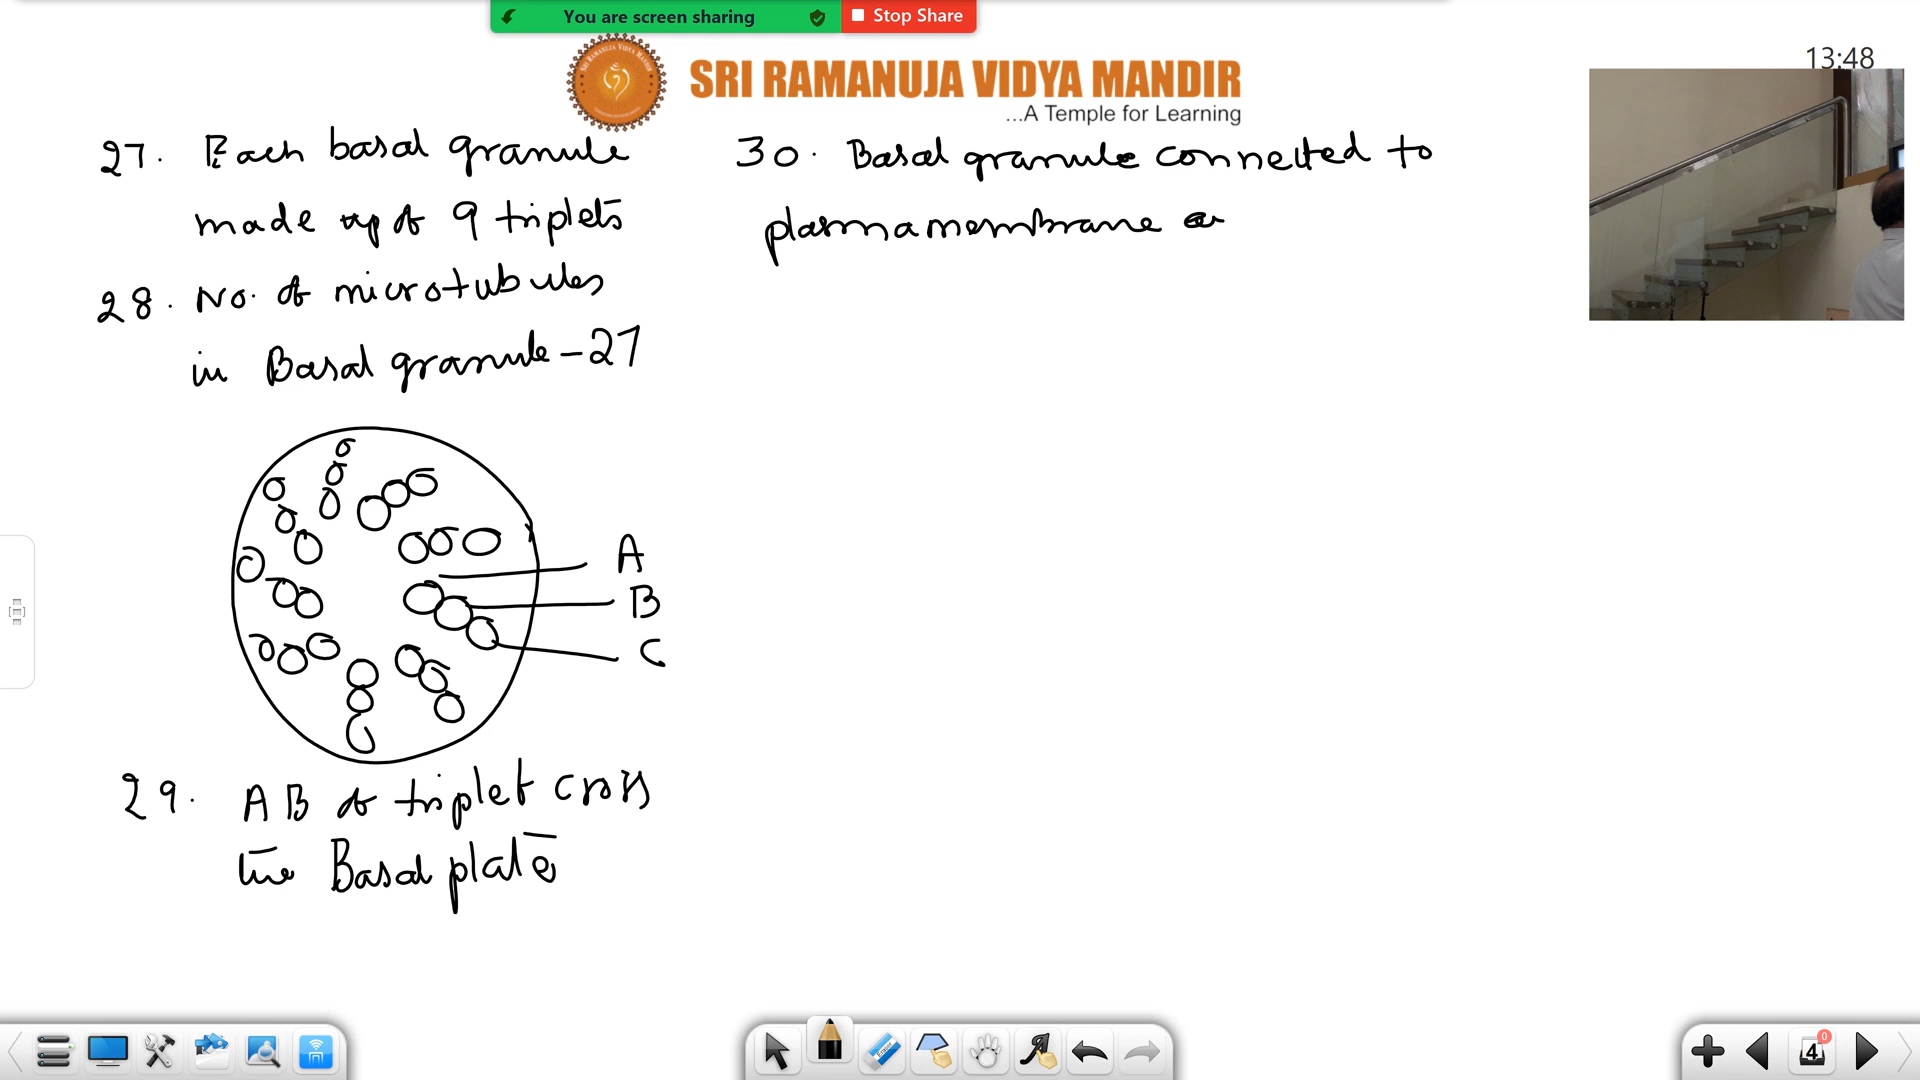 You are screen sharing
Stop Share
SRI RAMANUJA VIDYA MANDIR
...A Temple for Learning
13:48
27. Each basal granule
made up of 9 triplets
28. No. of microtubules
in Basal granule - 27
A
B
C
29. A B of triplet cross
the Basal plate
30. Basal granule connected to
plasmamembrane
4
0